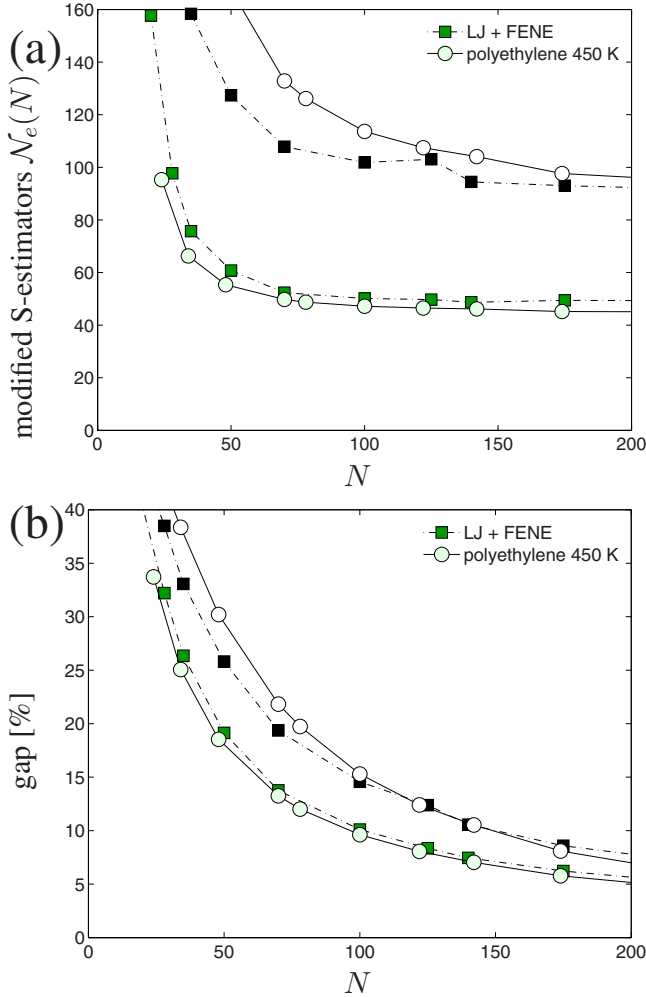 (a)
modified S-estimators 𝒩e(N)
160
140
120
100
80
60
40
20
0
LJ + FENE
polyethylene 450 K
0 50 100 150 200
N
(b)
gap [%]
40
35
30
25
20
15
10
5
0
LJ + FENE
polyethylene 450 K
0 50 100 150 200
N